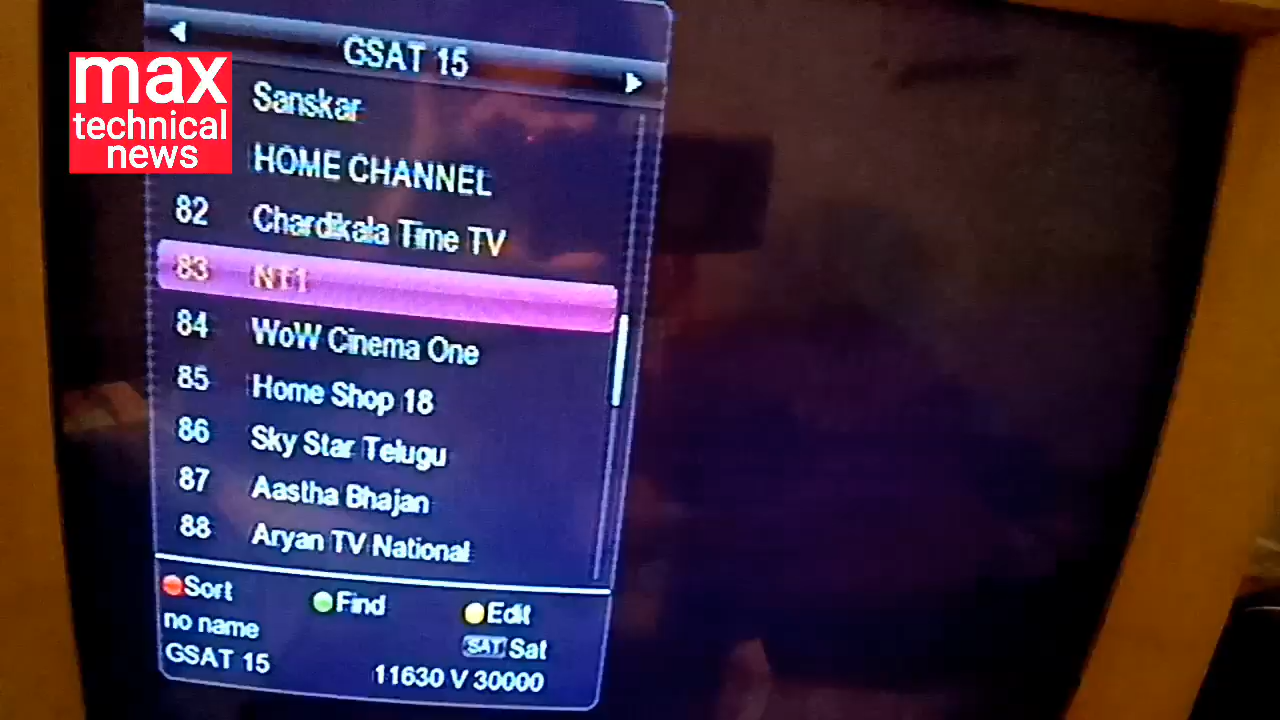 max
technical
news
GSAT 15
Sanskar
HOME CHANNEL
82 Chardikala Time TV
83 NT1
84 WoW Cinema One
85 Home Shop 18
86 Sky Star Telugu
87 Aastha Bhajan
88 Aryan TV National
Sort Find Edit
no name SAT Sat
GSAT 15 11630 V 30000